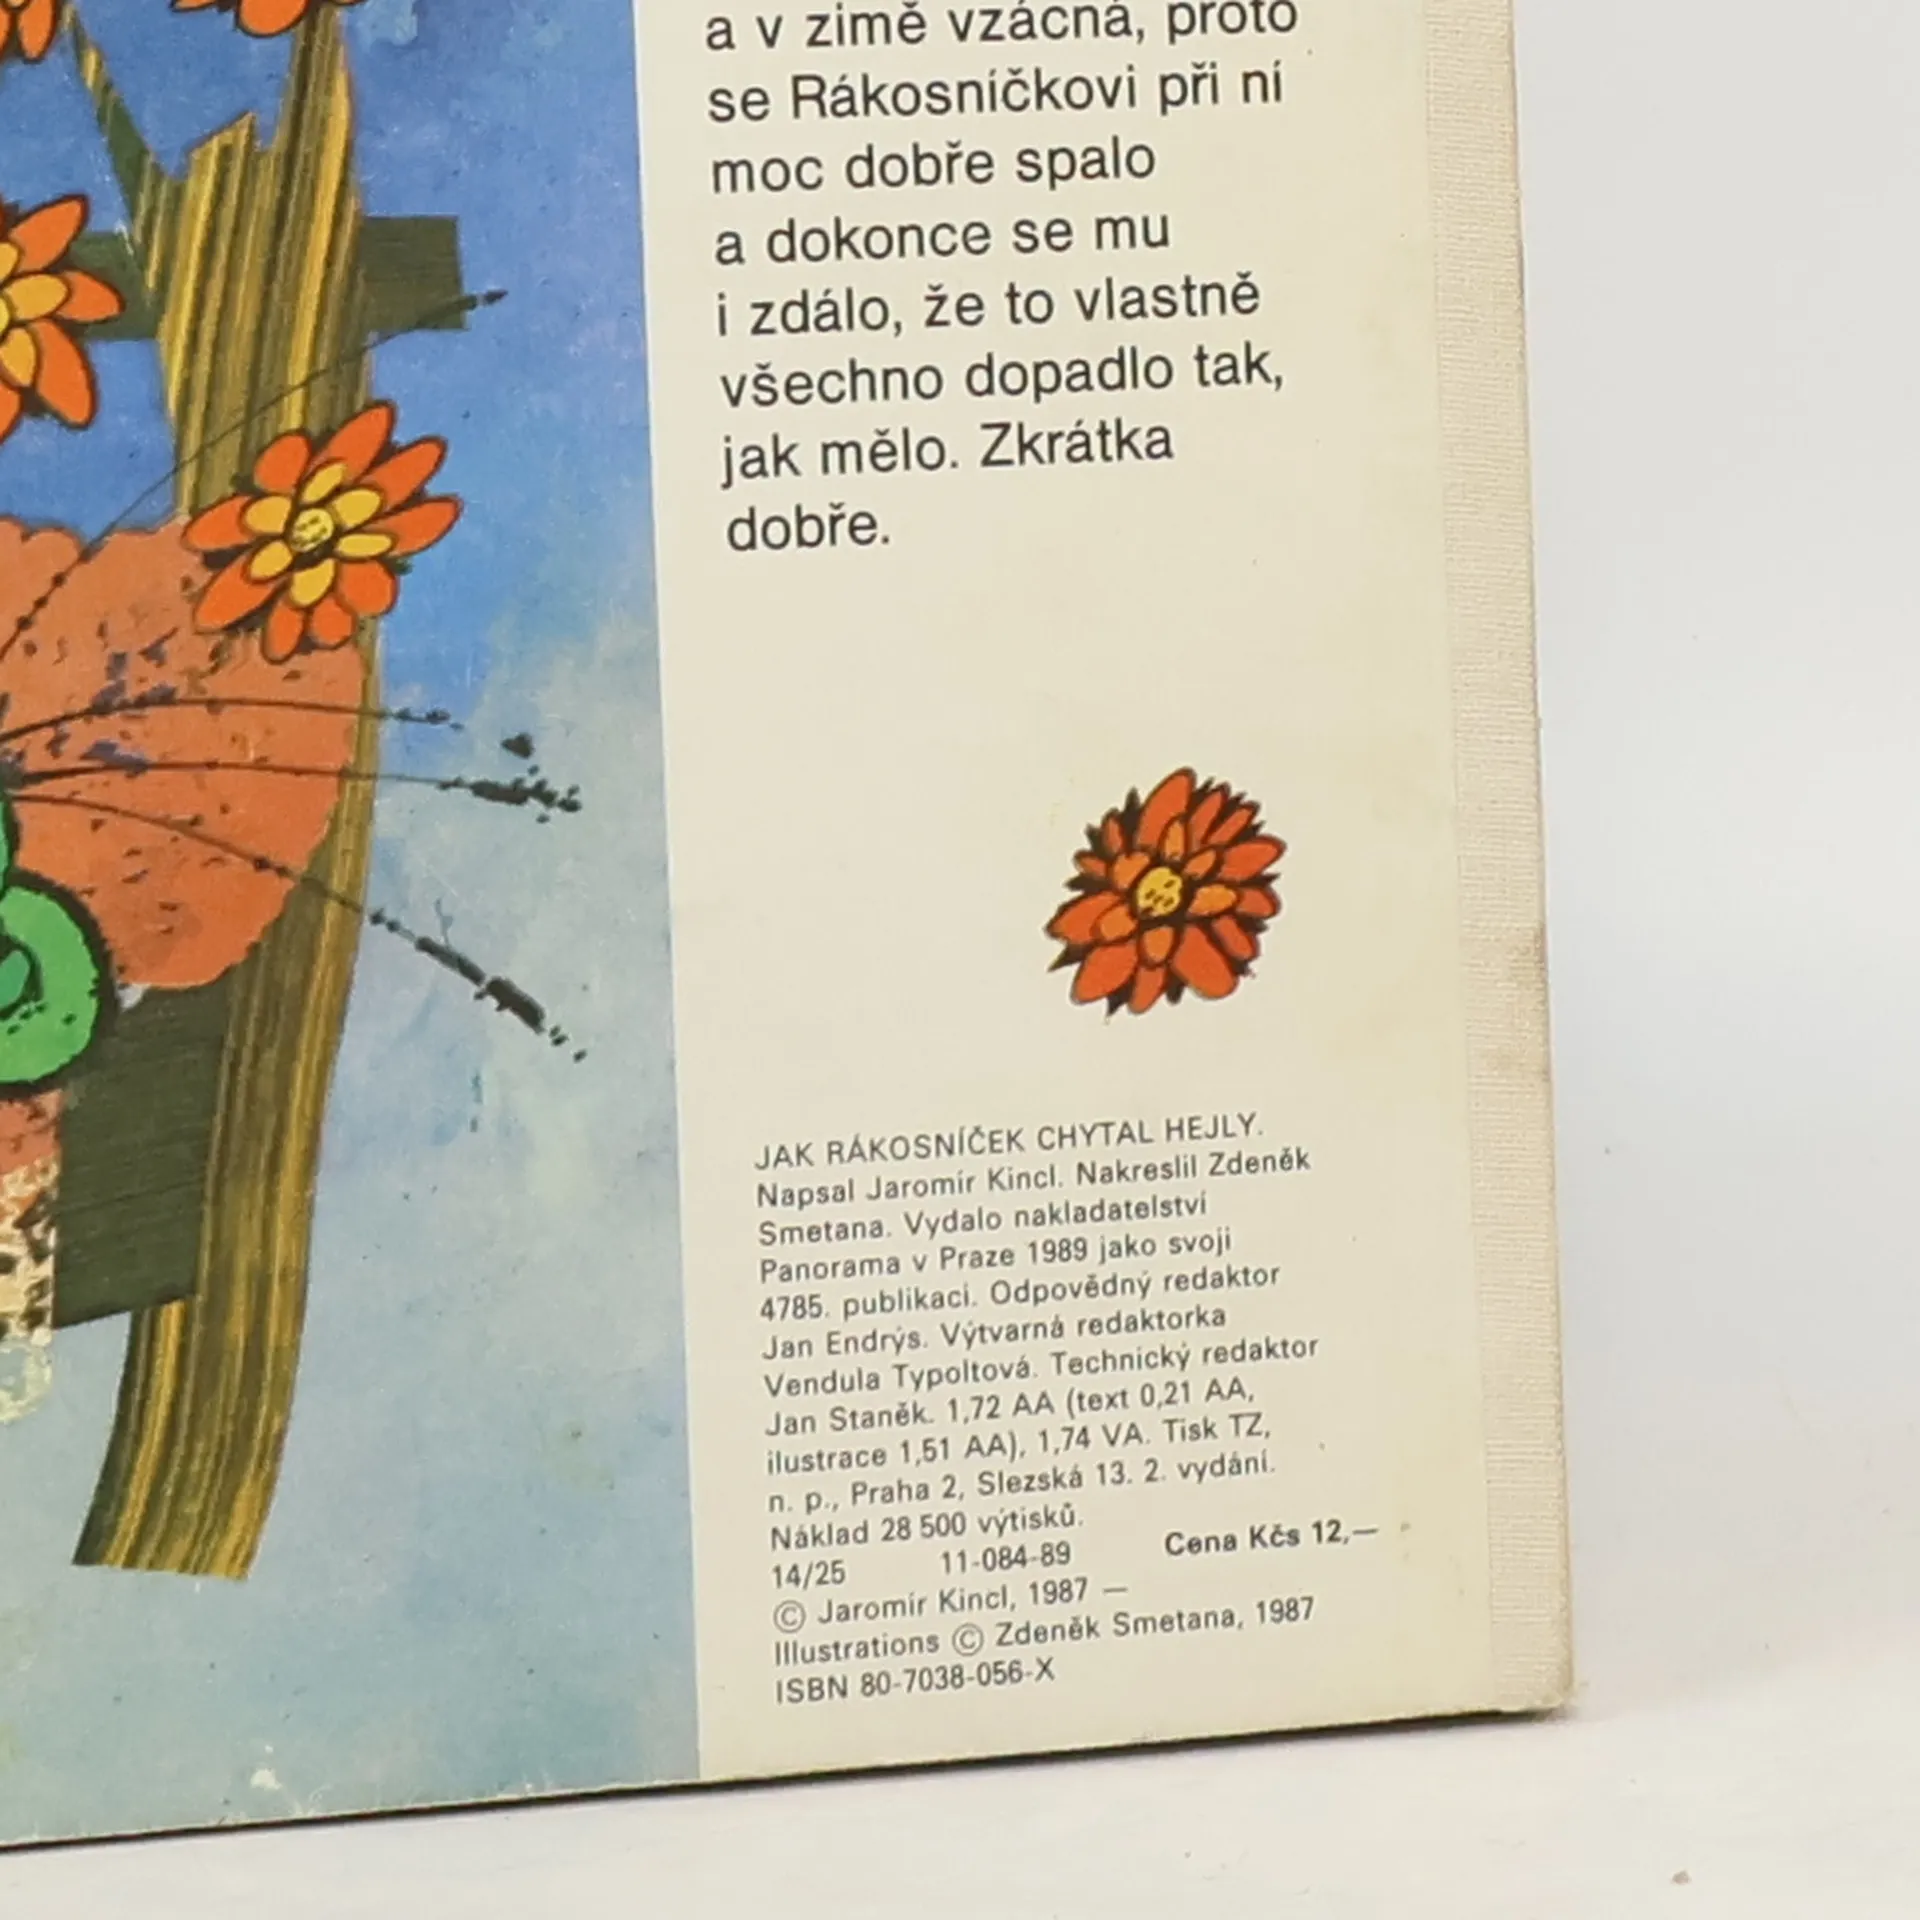 a v zimě vzácná, proto
se Rákosníčkovi při ní
moc dobře spalo
a dokonce se mu
i zdálo, že to vlastně
všechno dopadlo tak,
jak mělo. Zkrátka
dobře.
JAK RÁKOSNÍČEK CHYTAL HEJLY.
Napsal Jaromír Kincl. Nakreslil Zdeněk
Smetana. Vydalo nakladatelství
Panorama v Praze 1989 jako svoji
4785. publikaci. Odpovědný redaktor
Jan Endrýs. Výtvarná redaktorka
Vendula Typoltová. Technický redaktor
Jan Staněk. 1,72 AA (text 0,21 AA,
ilustrace 1,51 AA), 1,74 VA. Tisk TZ,
n. p., Praha 2, Slezská 13. 2. vydání.
Náklad 28 500 výtisků.
14/25 11-084-89 Cena Kčs 12,—
© Jaromír Kincl, 1987 —
Illustrations © Zdeněk Smetana, 1987
ISBN 80-7038-056-X